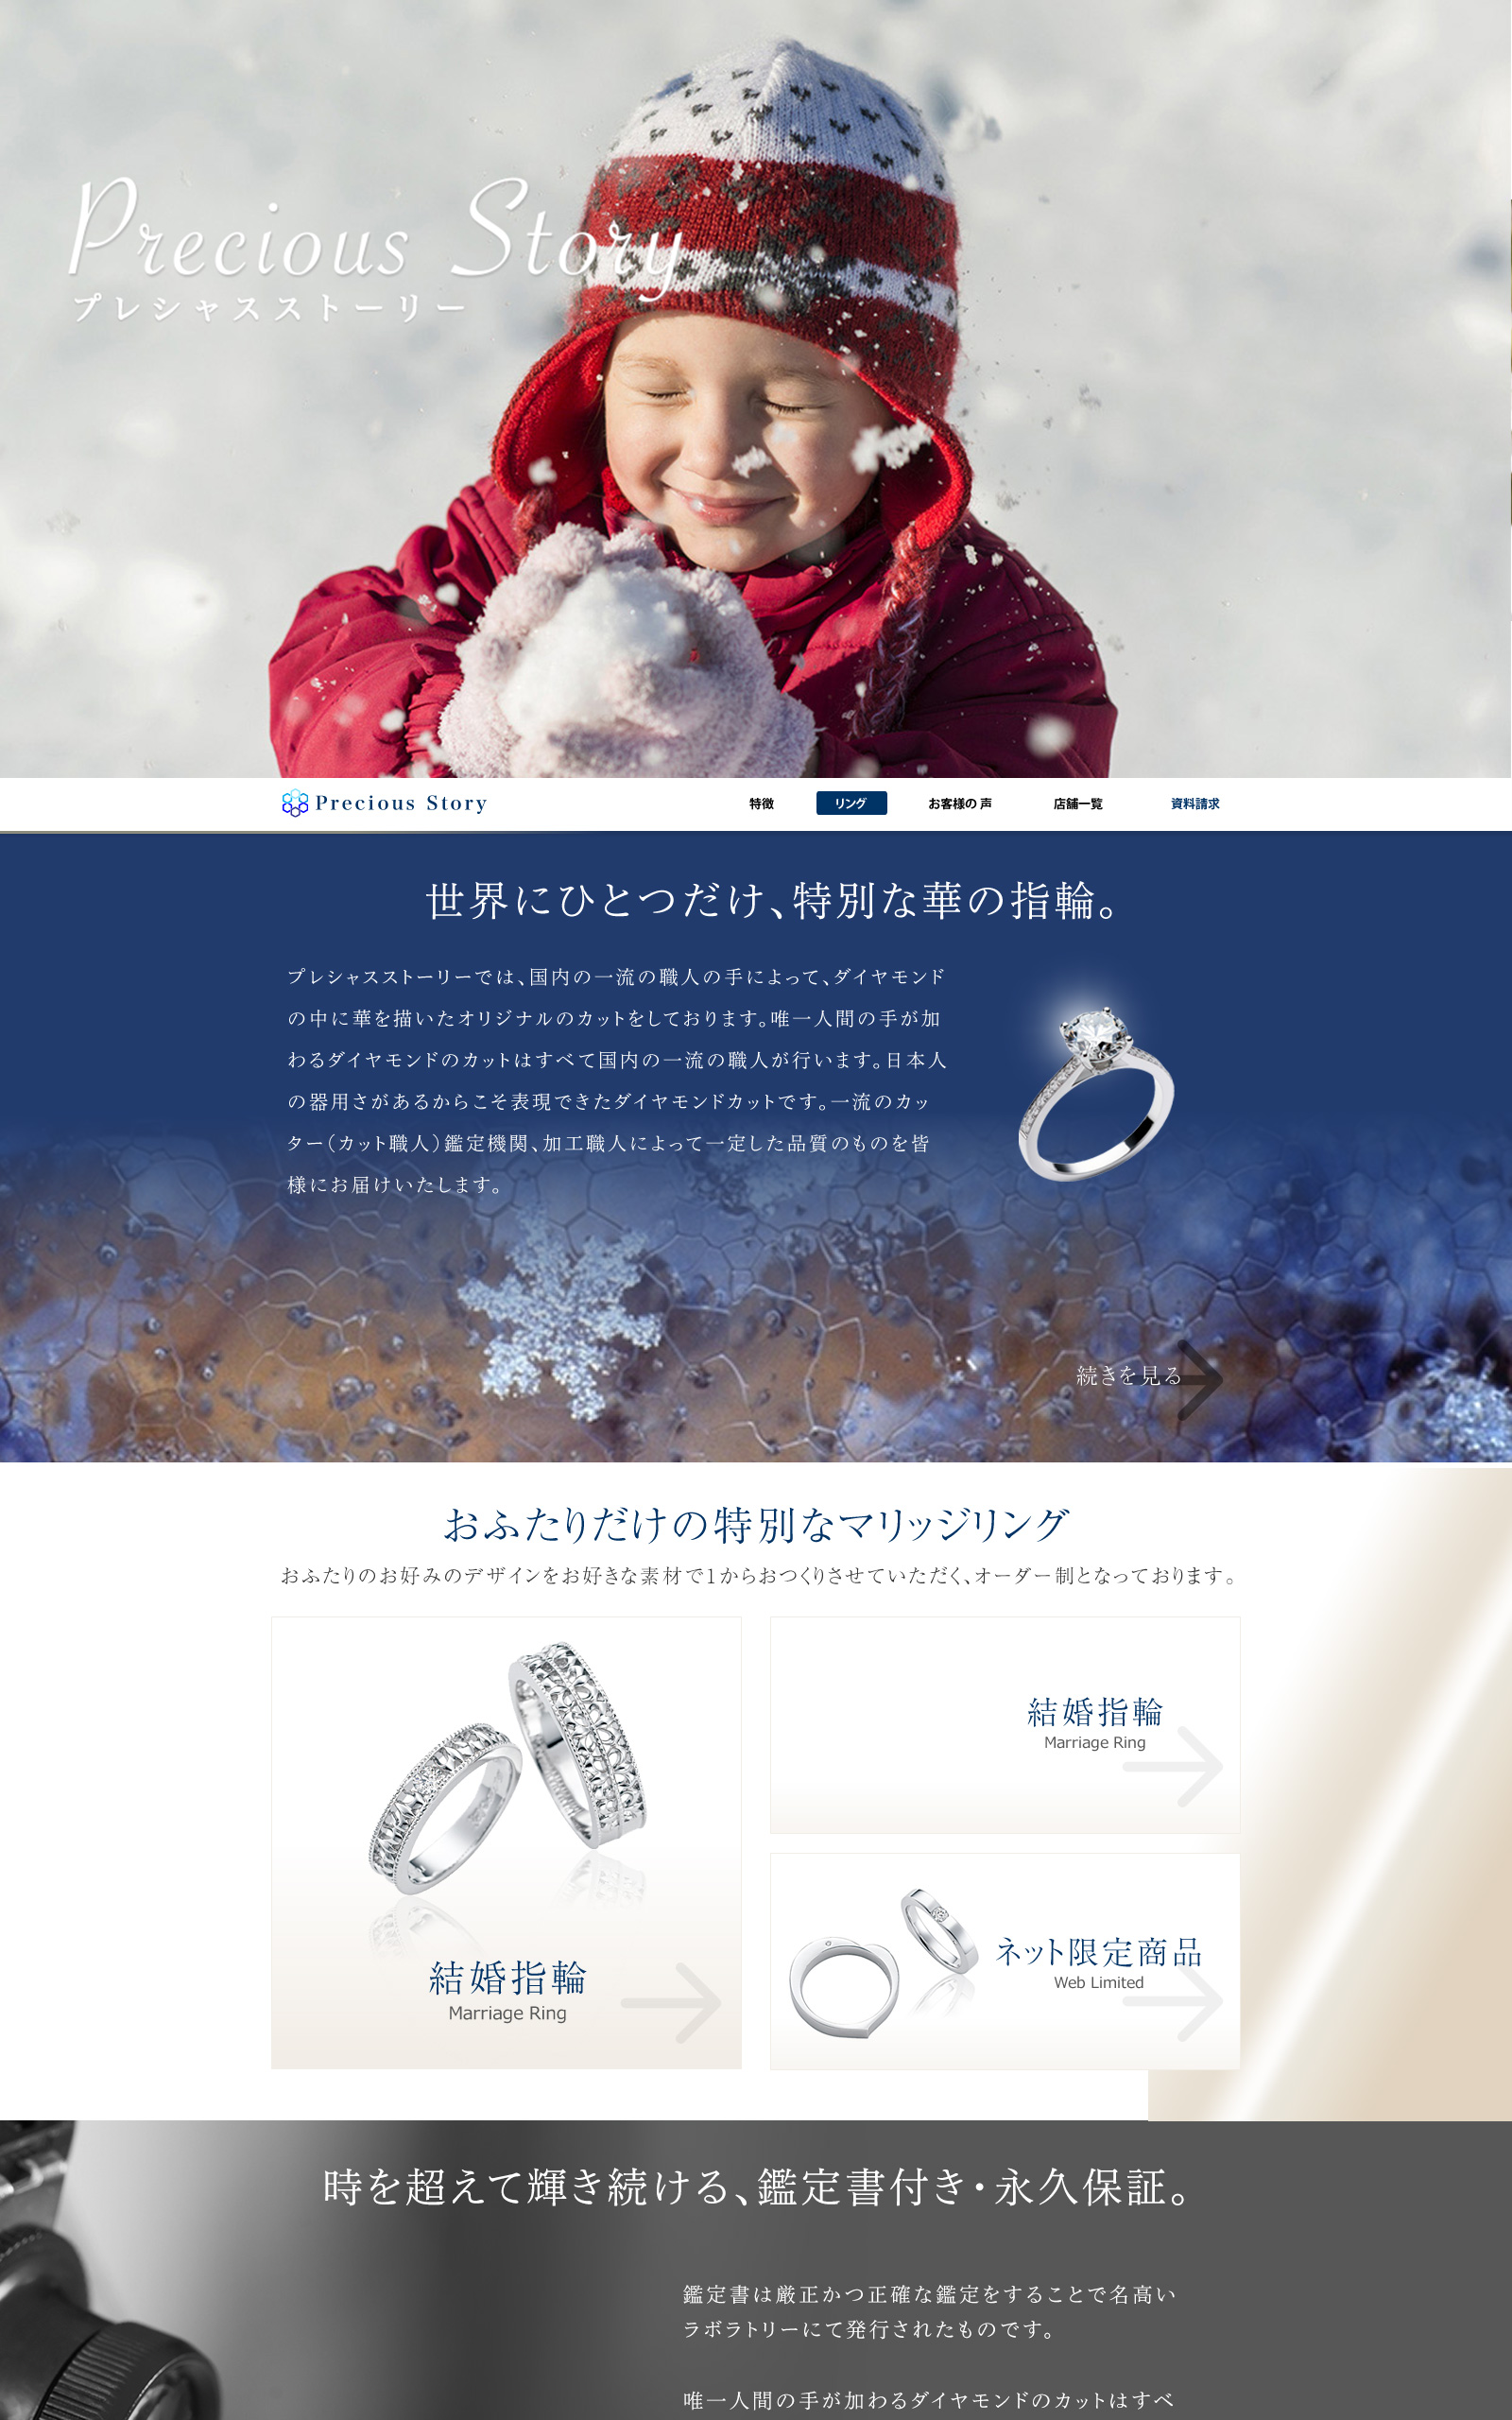 Precious Story
プレシャスストーリー
Precious Story
特徴
リング
お客様の 声
店舗一覧
資料請求
世界にひとつだけ、特別な華の指輪。
プレシャスストーリーでは、国内の一流の職人の手によって、ダイヤモンド
の中に華を描いたオリジナルのカットをしております。唯一人間の手が加
わるダイヤモンドのカットはすべて国内の一流の職人が行います。日本人
の器用さがあるからこそ表現できたダイヤモンドカットです。一流のカッ
ター（カット職人）鑑定機関、加工職人によって一定した品質のものを皆
様にお届けいたします。
続きを見る
おふたりだけの特別なマリッジリング
おふたりのお好みのデザインをお好きな素材で1からおつくりさせていただく、オーダー制となっております。
結婚指輪
Marriage Ring
結婚指輪
Marriage Ring
ネット限定商品
Web Limited
時を超えて輝き続ける、鑑定書付き・永久保証。
鑑定書は厳正かつ正確な鑑定をすることで名高い
ラボラトリーにて発行されたものです。
唯一人間の手が加わるダイヤモンドのカットはすべ